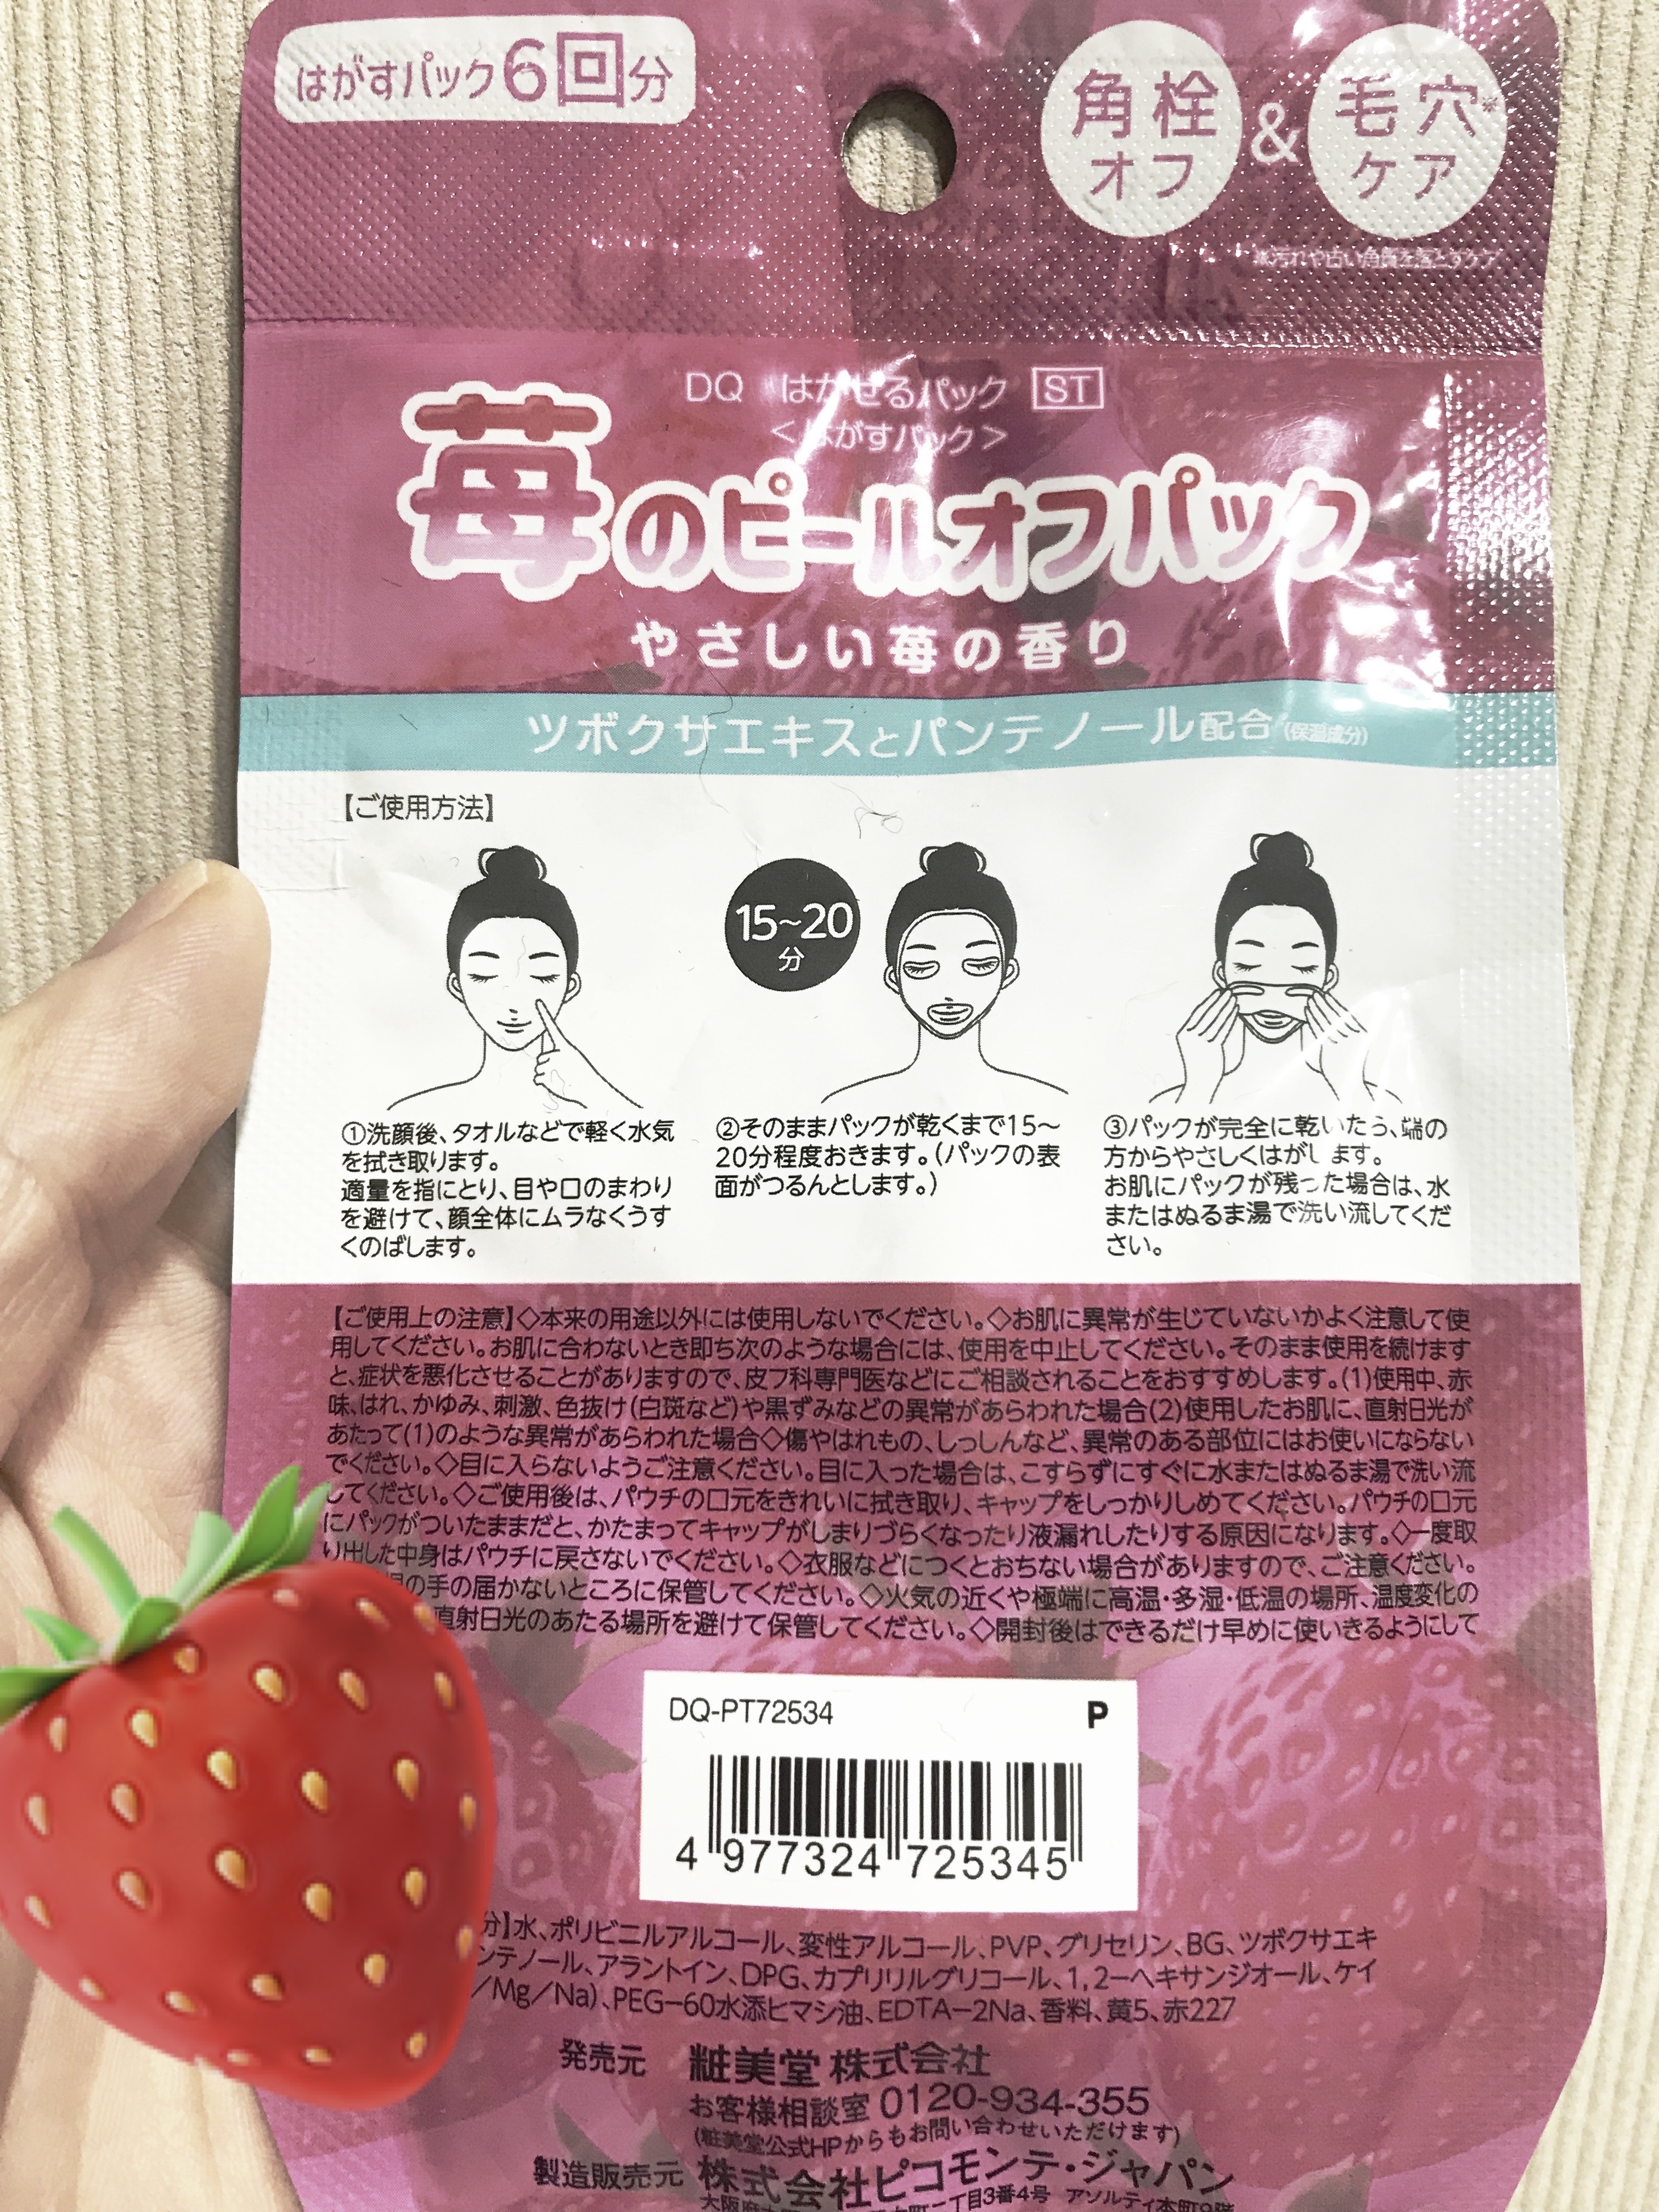 はがすパック6回分
角栓オフ & 毛穴※ケア
※汚れや古い角質を落とすケア
DQ はがせるパック ST
<はがすパック>
苺のピールオフパック
やさしい苺の香り
ツボクサエキスとパンテノール配合(保湿成分)
【ご使用方法】
15~20分
①洗顔後、タオルなどで軽く水気
を拭き取ります。
適量を指にとり、目や口のまわり
を避けて、顔全体にムラなくうす
くのばします。
②そのままパックが乾くまで15~
20分程度おきます。(パックの表
面がつるんとします。)
③パックが完全に乾いたら、端の
方からやさしくはがします。
お肌にパックが残った場合は、水
またはぬるま湯で洗い流してくだ
さい。
【ご使用上の注意】◇本来の用途以外には使用しないでください。◇お肌に異常が生じていないかよく注意して使
用してください。お肌に合わないとき即ち次のような場合には、使用を中止してください。そのまま使用を続けます
と、症状を悪化させることがありますので、皮フ科専門医などにご相談されることをおすすめします。(1)使用中、赤
味、はれ、かゆみ、刺激、色抜け(白斑など)や黒ずみなどの異常があらわれた場合(2)使用したお肌に、直射日光が
あたって(1)のような異常があらわれた場合◇傷やはれもの、しっしんなど、異常のある部位にはお使いにならない
でください。◇目に入らないようご注意ください。目に入った場合は、こすらずにすぐに水またはぬるま湯で洗い流
してください。◇ご使用後は、パウチの口元をきれいに拭き取り、キャップをしっかりしめてください。パウチの口元
にパックがついたままだと、かたまってキャップがしまりづらくなったり液漏れしたりする原因になります。◇一度取
り出した中身はパウチに戻さないでください。◇衣服などにつくとおちない場合がありますので、ご注意ください。
の手の届かないところに保管してください。◇火気の近くや極端に高温・多湿・低温の場所、温度変化の
直射日光のあたる場所を避けて保管してください。◇開封後はできるだけ早めに使いきるようにして
DQ-PT72534 P
4 977324 725345
分】水、ポリビニルアルコール、変性アルコール、PVP、グリセリン、BG、ツボクサエキ
ンテノール、アラントイン、DPG、カプリリルグリコール、1,2-ヘキサンジオール、ケイ
/Mg/Na)、PEG-60水添ヒマシ油、EDTA-2Na、香料、黄5、赤227
発売元 粧美堂株式会社
お客様相談室 0120-934-355
(粧美堂公式HPからもお問い合わせいただけます)
製造販売元 株式会社ピコモンテ・ジャパン
一丁目3番4号 アソルティ本町9階